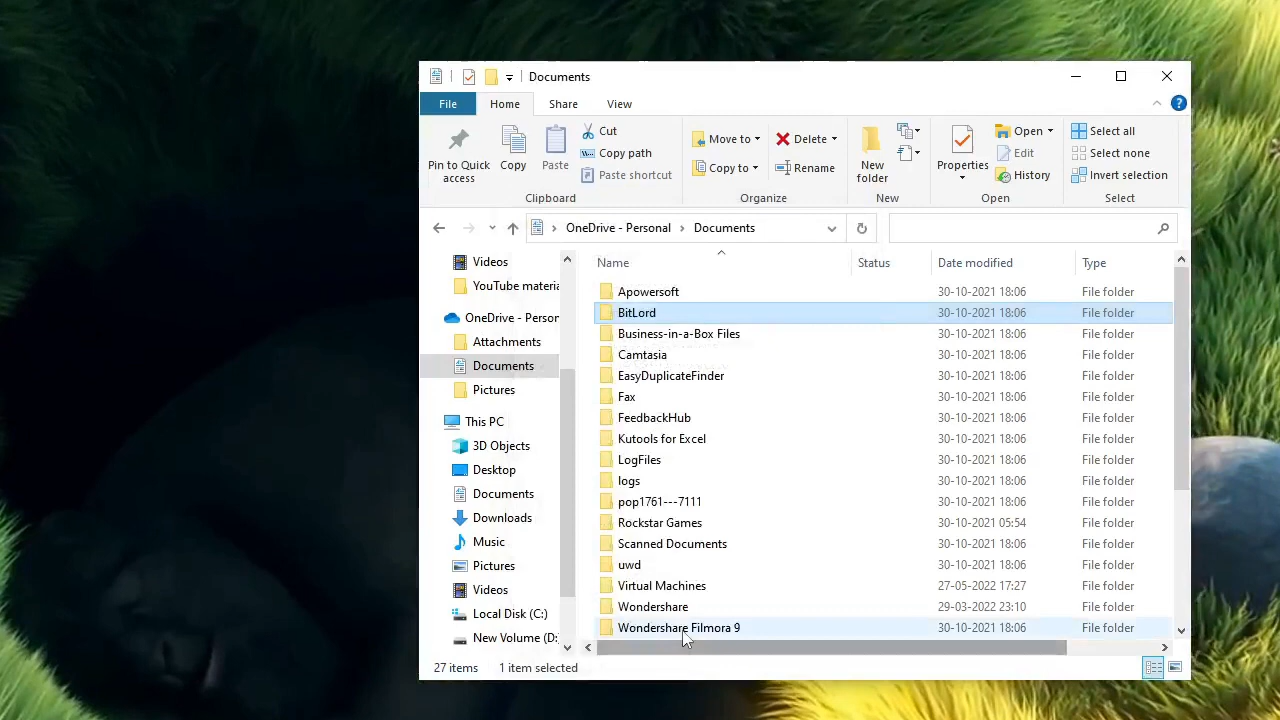 Documents
File Home Share View
Pin to Quick access
Copy
Paste
Cut
Copy path
Paste shortcut
Clipboard
Move to
Copy to
Delete
Rename
Organize
New folder
New
Properties
Open
Edit
History
Open
Select all
Select none
Invert selection
Select
OneDrive - Personal > Documents
Videos
YouTube materia
OneDrive - Person
Attachments
Documents
Pictures
This PC
3D Objects
Desktop
Documents
Downloads
Music
Pictures
Videos
Local Disk (C:)
New Volume (D:
Name Status Date modified Type
Apowersoft 30-10-2021 18:06 File folder
BitLord 30-10-2021 18:06 File folder
Business-in-a-Box Files 30-10-2021 18:06 File folder
Camtasia 30-10-2021 18:06 File folder
EasyDuplicateFinder 30-10-2021 18:06 File folder
Fax 30-10-2021 18:06 File folder
FeedbackHub 30-10-2021 18:06 File folder
Kutools for Excel 30-10-2021 18:06 File folder
LogFiles 30-10-2021 18:06 File folder
logs 30-10-2021 18:06 File folder
pop1761---7111 30-10-2021 18:06 File folder
Rockstar Games 30-10-2021 05:54 File folder
Scanned Documents 30-10-2021 18:06 File folder
uwd 30-10-2021 18:06 File folder
Virtual Machines 27-05-2022 17:27 File folder
Wondershare 29-03-2022 23:10 File folder
Wondershare Filmora 9 30-10-2021 18:06 File folder
27 items 1 item selected